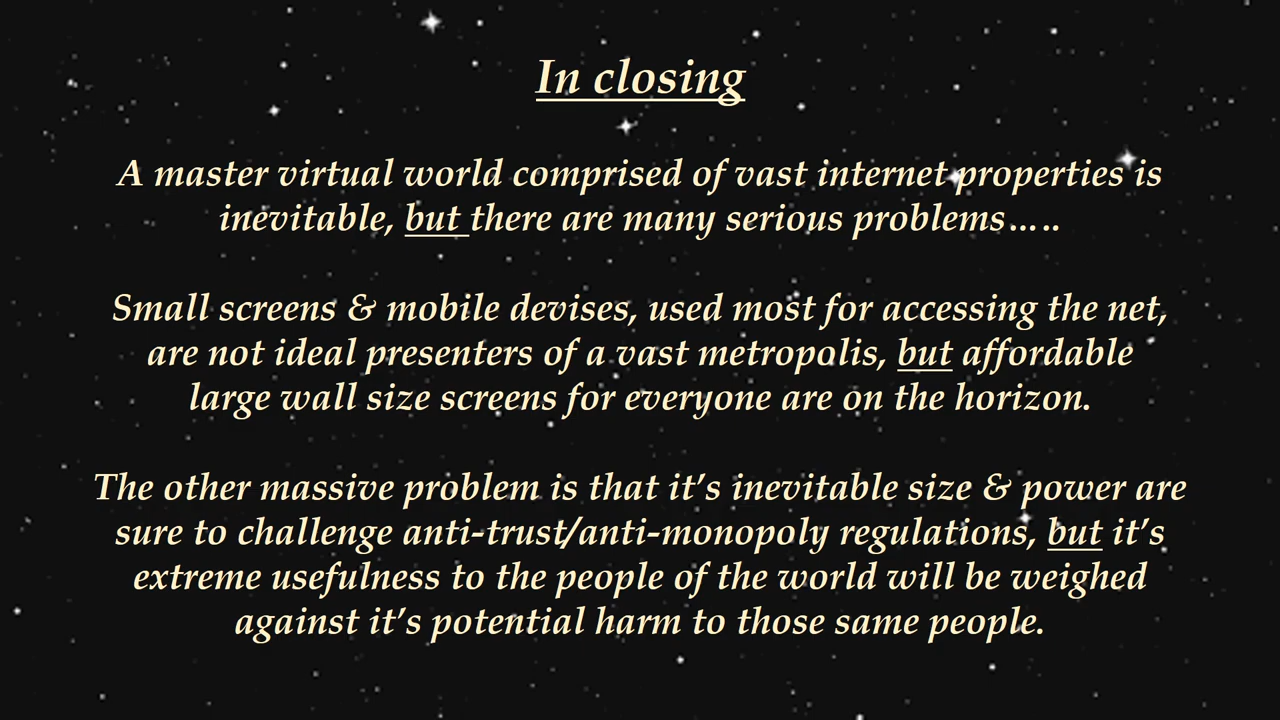 In closing
A master virtual world comprised of vast internet properties is
inevitable, but there are many serious problems…..
Small screens & mobile devises, used most for accessing the net,
are not ideal presenters of a vast metropolis, but affordable
large wall size screens for everyone are on the horizon.
The other massive problem is that it’s inevitable size & power are
sure to challenge anti-trust/anti-monopoly regulations, but it’s
extreme usefulness to the people of the world will be weighed
against it’s potential harm to those same people.